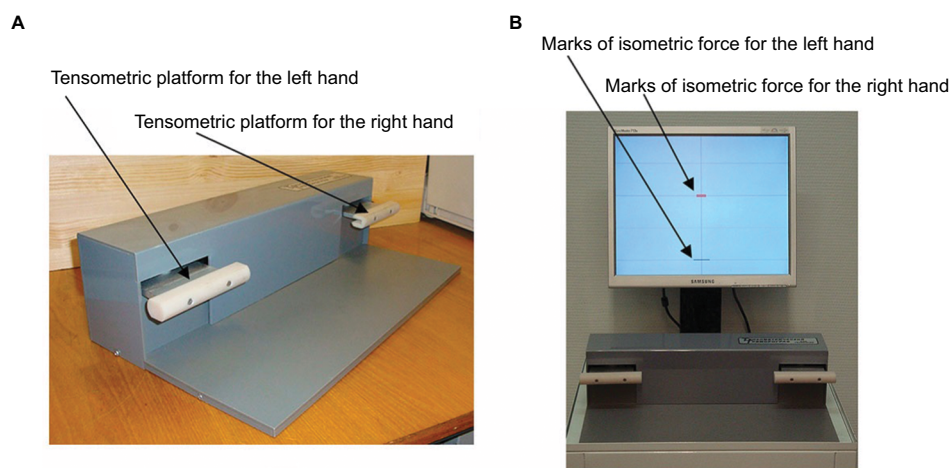 A
B
Marks of isometric force for the left hand
Tensometric platform for the left hand
Marks of isometric force for the right hand
Tensometric platform for the right hand
SAMSUNG